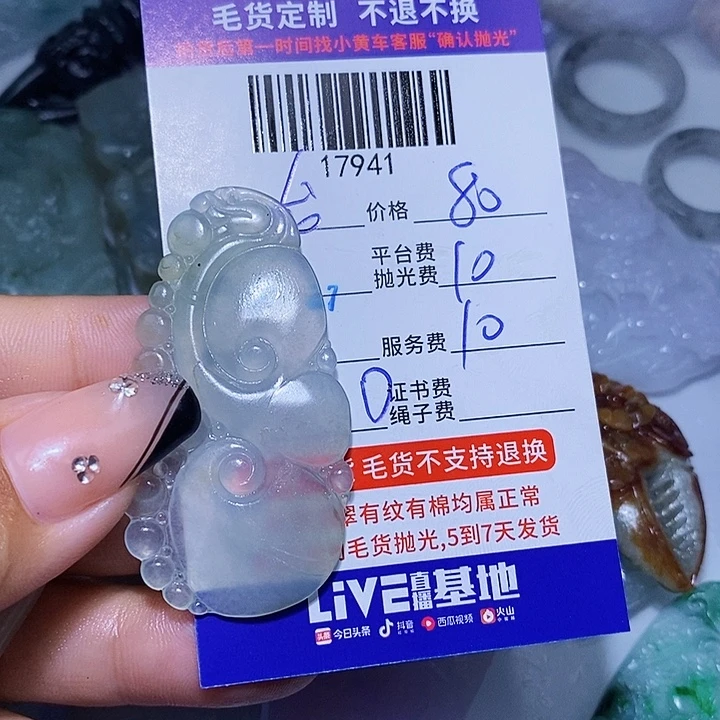 毛货定制 不退不换
第一时间找小黄车客服“确认抛光”
17941
价格 80
平台费
抛光费 10
服务费 10
0 证书费
绳子费
毛货不支持退换
翠有纹有棉均属正常
毛货抛光,5到7天发货
LiVE直播基地
头条 今日头条 抖音 西瓜视频 火山